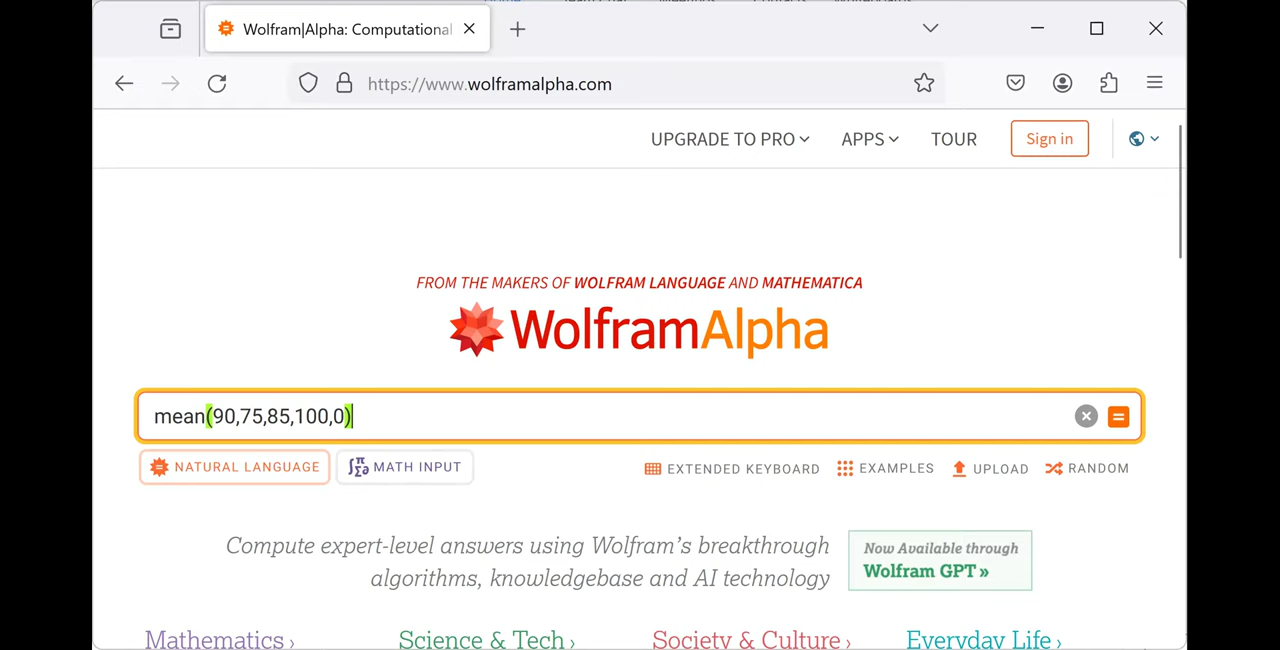 Wolfram|Alpha: Computational
https://www.wolframalpha.com
UPGRADE TO PRO APPS TOUR Sign in
FROM THE MAKERS OF WOLFRAM LANGUAGE AND MATHEMATICA
WolframAlpha
mean(90,75,85,100,0)
NATURAL LANGUAGE MATH INPUT EXTENDED KEYBOARD EXAMPLES UPLOAD RANDOM
Compute expert-level answers using Wolfram's breakthrough
algorithms, knowledgebase and AI technology
Now Available through
Wolfram GPT »
Mathematics › Science & Tech › Society & Culture › Everyday Life ›